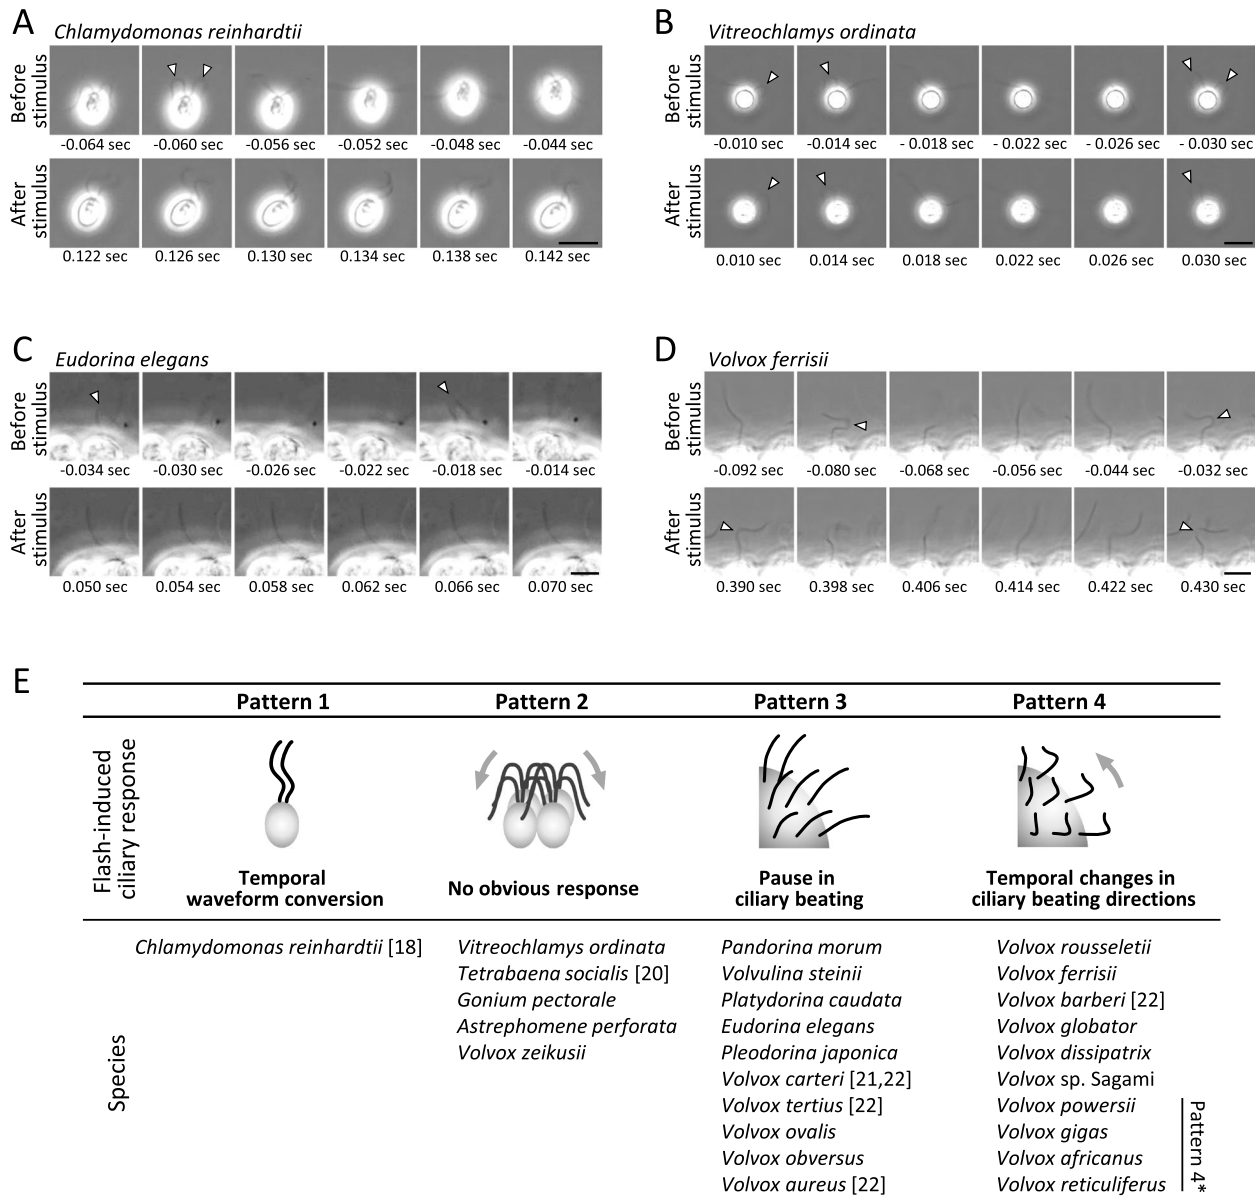 A Chlamydomonas reinhardtii
Before stimulus
-0.064 sec -0.060 sec -0.056 sec -0.052 sec -0.048 sec -0.044 sec
After stimulus
0.122 sec 0.126 sec 0.130 sec 0.134 sec 0.138 sec 0.142 sec
B Vitreochlamys ordinata
Before stimulus
-0.010 sec -0.014 sec - 0.018 sec - 0.022 sec - 0.026 sec - 0.030 sec
After stimulus
0.010 sec 0.014 sec 0.018 sec 0.022 sec 0.026 sec 0.030 sec
C Eudorina elegans
Before stimulus
-0.034 sec -0.030 sec -0.026 sec -0.022 sec -0.018 sec -0.014 sec
After stimulus
0.050 sec 0.054 sec 0.058 sec 0.062 sec 0.066 sec 0.070 sec
D Volvox ferrisii
Before stimulus
-0.092 sec -0.080 sec -0.068 sec -0.056 sec -0.044 sec -0.032 sec
After stimulus
0.390 sec 0.398 sec 0.406 sec 0.414 sec 0.422 sec 0.430 sec
E
Pattern 1 Pattern 2 Pattern 3 Pattern 4
Flash-induced ciliary response
Temporal waveform conversion
No obvious response
Pause in ciliary beating
Temporal changes in ciliary beating directions
Species
Chlamydomonas reinhardtii [18]
Vitreochlamys ordinata
Tetrabaena socialis [20]
Gonium pectorale
Astrephomene perforata
Volvox zeikusii
Pandorina morum
Volvulina steinii
Platydorina caudata
Eudorina elegans
Pleodorina japonica
Volvox carteri [21,22]
Volvox tertius [22]
Volvox ovalis
Volvox obversus
Volvox aureus [22]
Volvox rousseletii
Volvox ferrisii
Volvox barberi [22]
Volvox globator
Volvox dissipatrix
Volvox sp. Sagami
Volvox powersii
Volvox gigas
Volvox africanus
Volvox reticuliferus
Pattern 4*